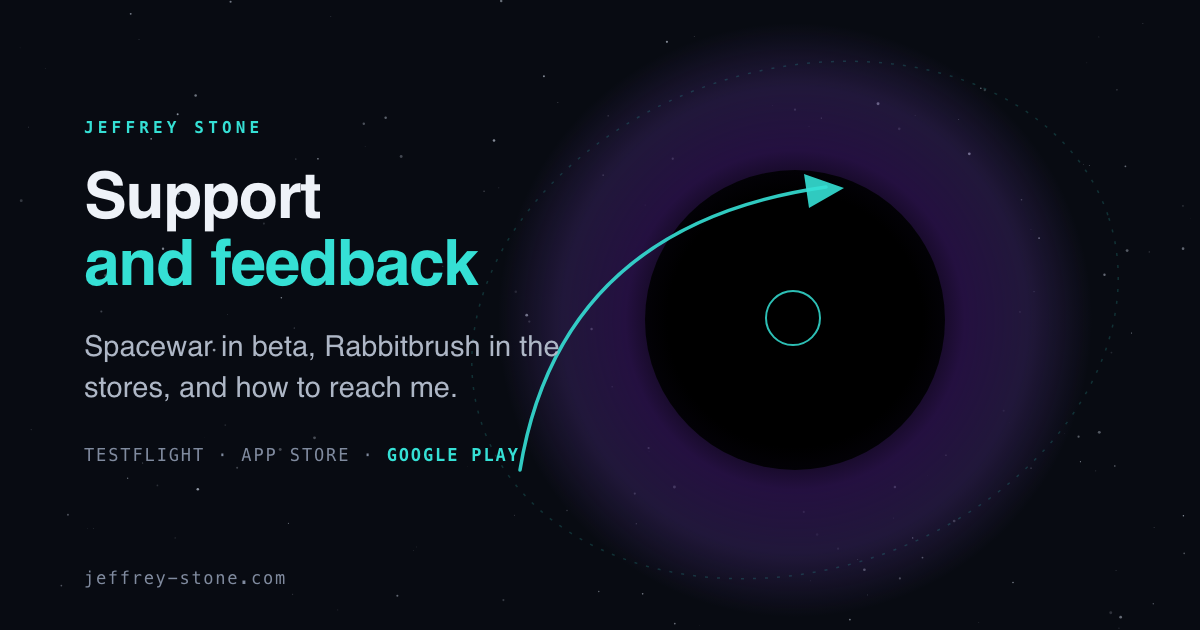 JEFFREY STONE
Support
and feedback
Spacewar in beta, Rabbitbrush in the
stores, and how to reach me.
TESTFLIGHT · APP STORE · GOOGLE PLAY
jeffrey-stone.com